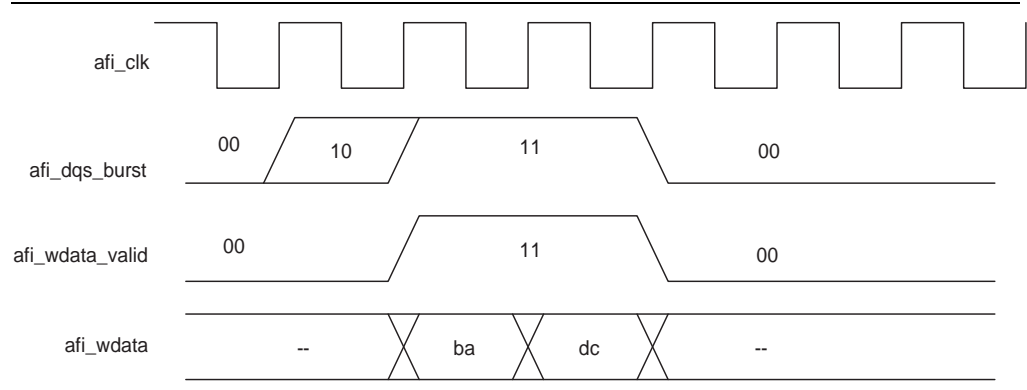 afi_clk
afi_dqs_burst 00 10 11 00
afi_wdata_valid 00 11 00
afi_wdata -- ba dc --